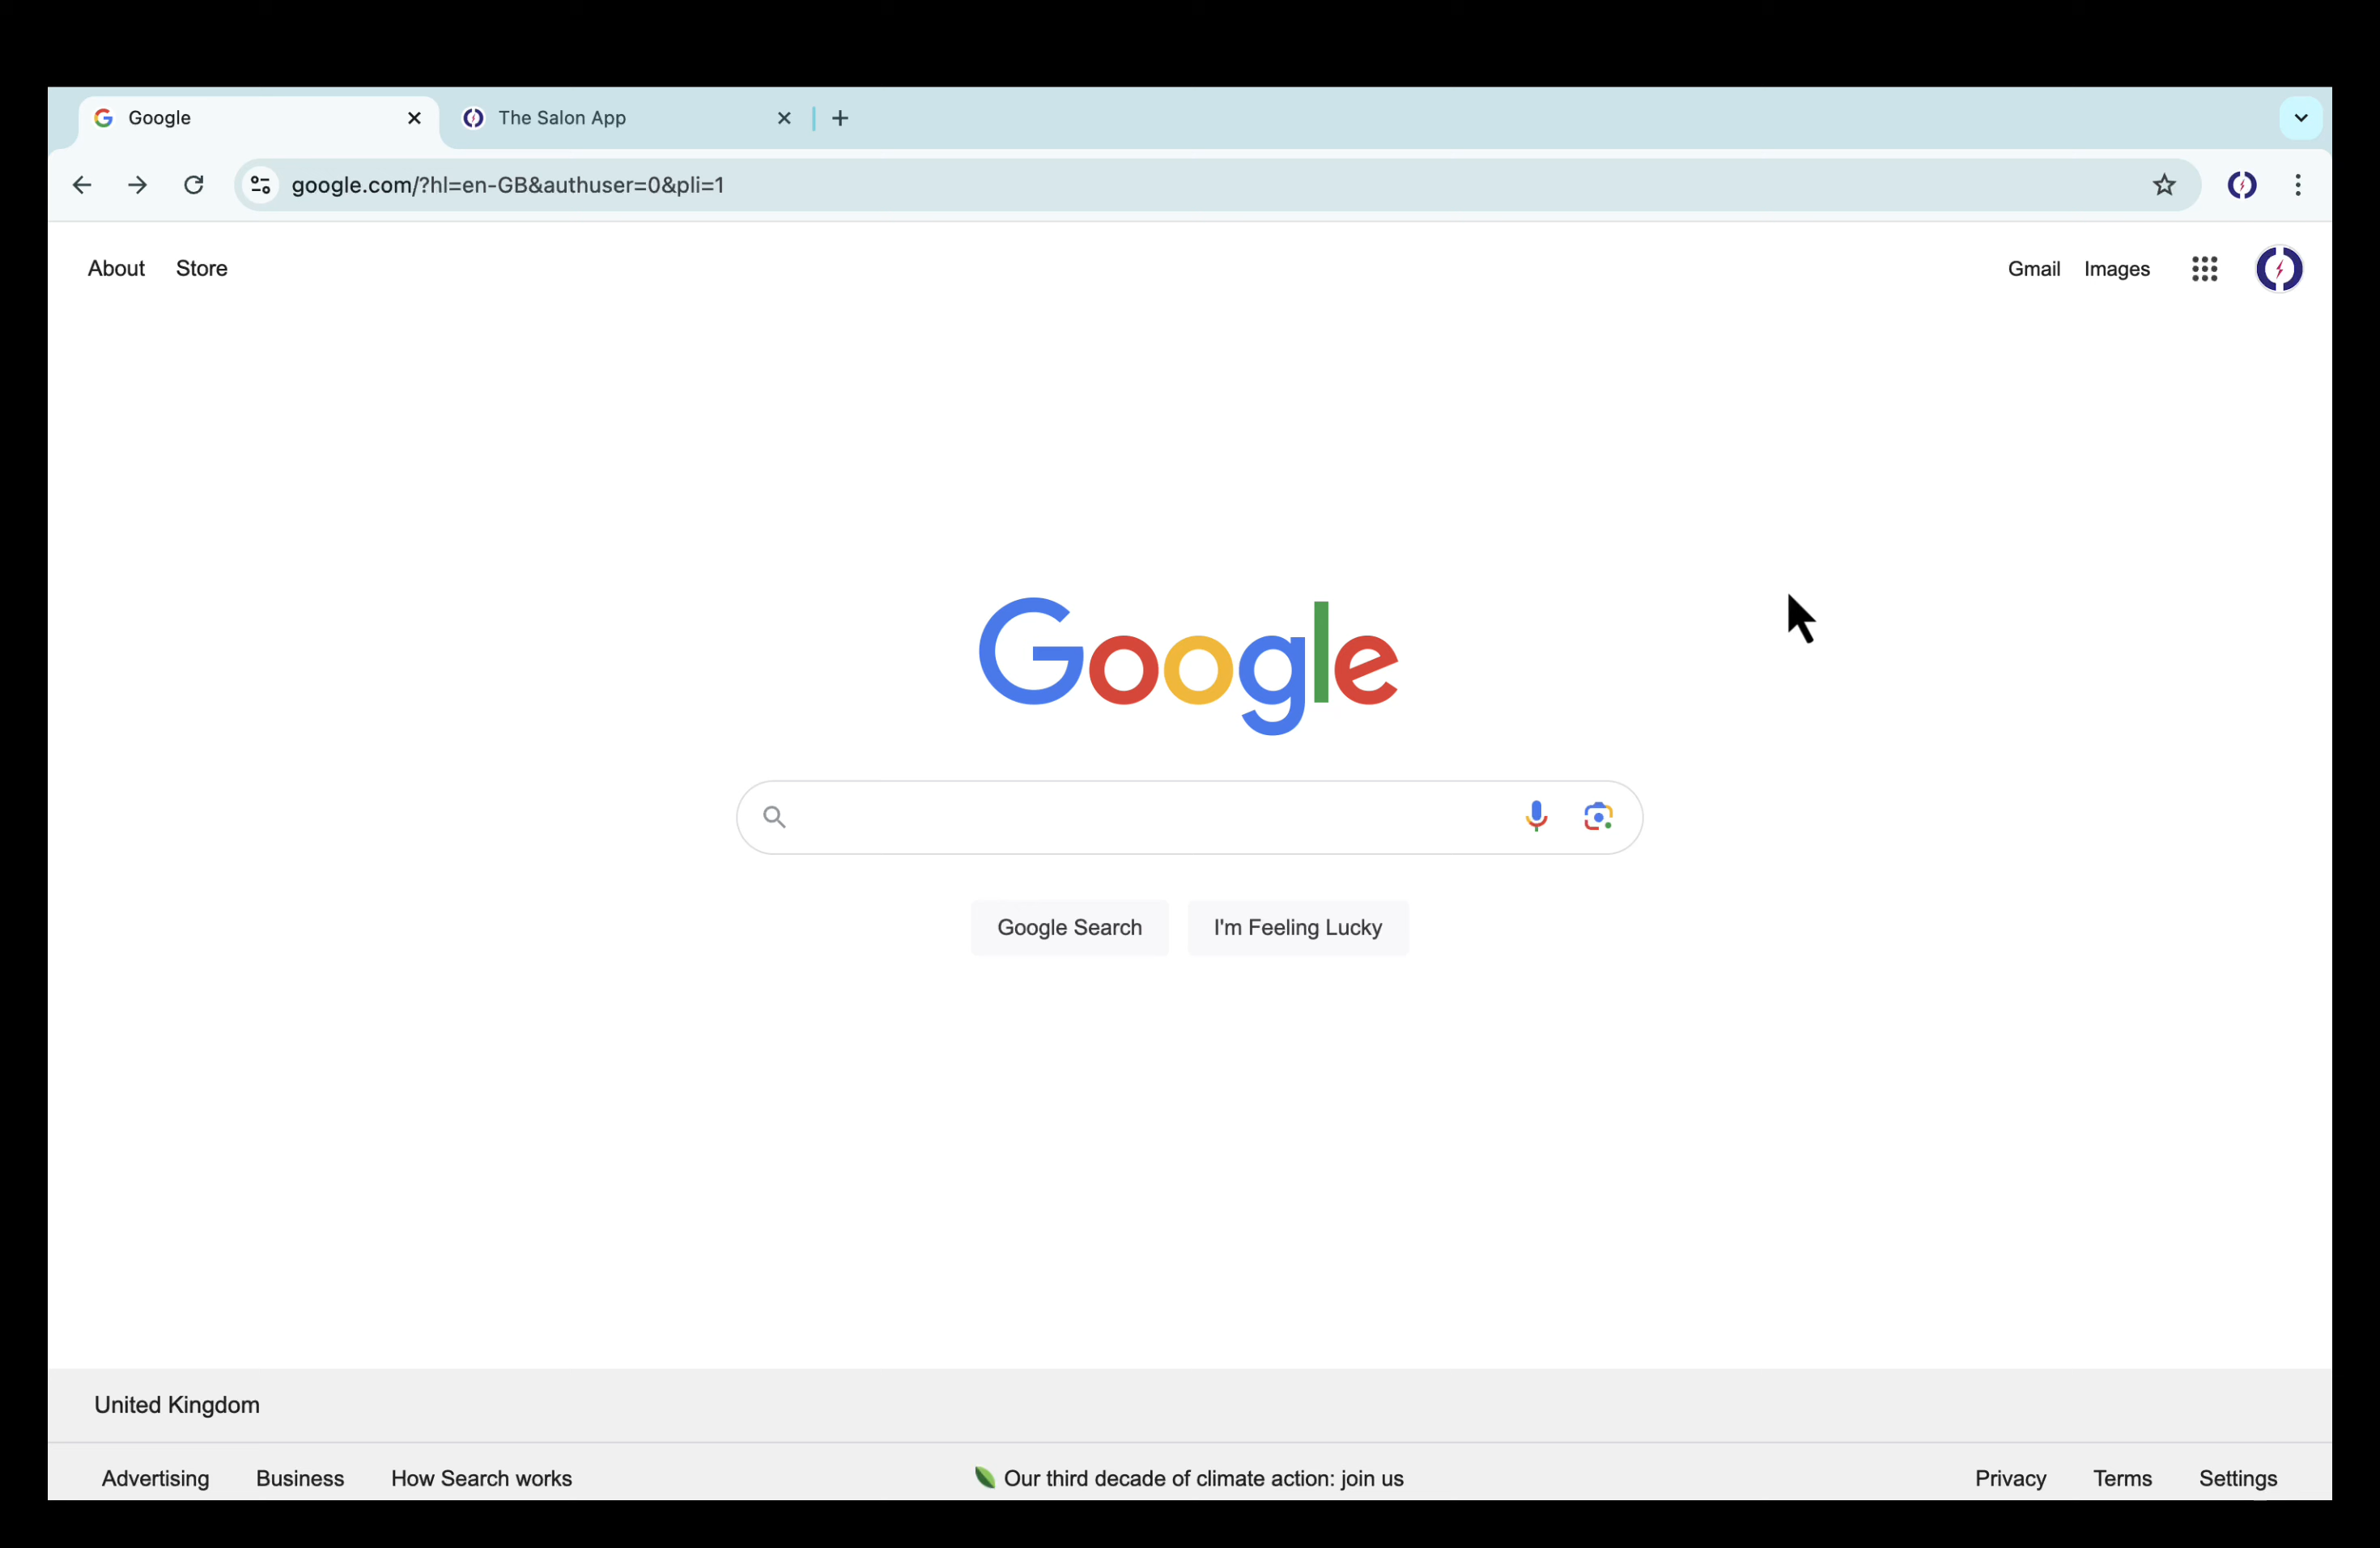 Google
The Salon App
google.com/?hl=en-GB&authuser=0&pli=1
About Store
Gmail Images
Google
Google Search
I'm Feeling Lucky
United Kingdom
Advertising Business How Search works
Our third decade of climate action: join us
Privacy Terms Settings